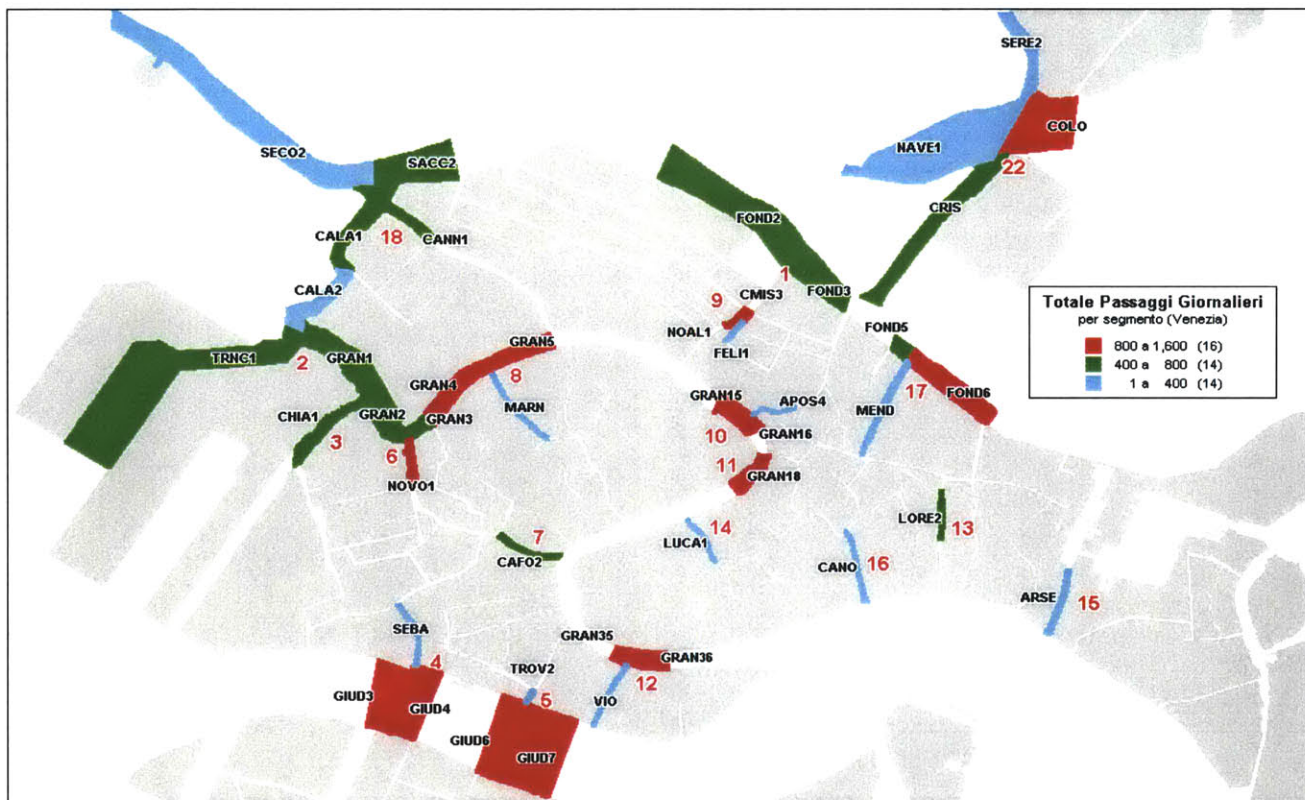 SERE2
COLO
NAVE1
22
SECO2
SACC2
CRIS
FOND2
CALA1
18
CANN1
1
FOND3
CALA2
9
CMIS3
NOAL1
FELI1
Totale Passaggi Giornalieri
per segmento (Venezia)
800 a 1,600 (16)
400 a 800 (14)
1 a 400 (14)
FOND5
TRNC1
2
GRAN1
GRAN5
GRAN4
8
17
FOND6
CHIA1
GRAN2
GRAN3
MARN
GRAN15
APOS4
MEND
3
6
10
GRAN16
NOVO1
11
GRAN18
LORE2
13
7
CAFO2
14
LUCA1
CANO
16
ARSE
15
SEBA
GRAN35
GRAN36
4
TROV2
12
GIUD3
GIUD4
5
VIO
GIUD6
GIUD7